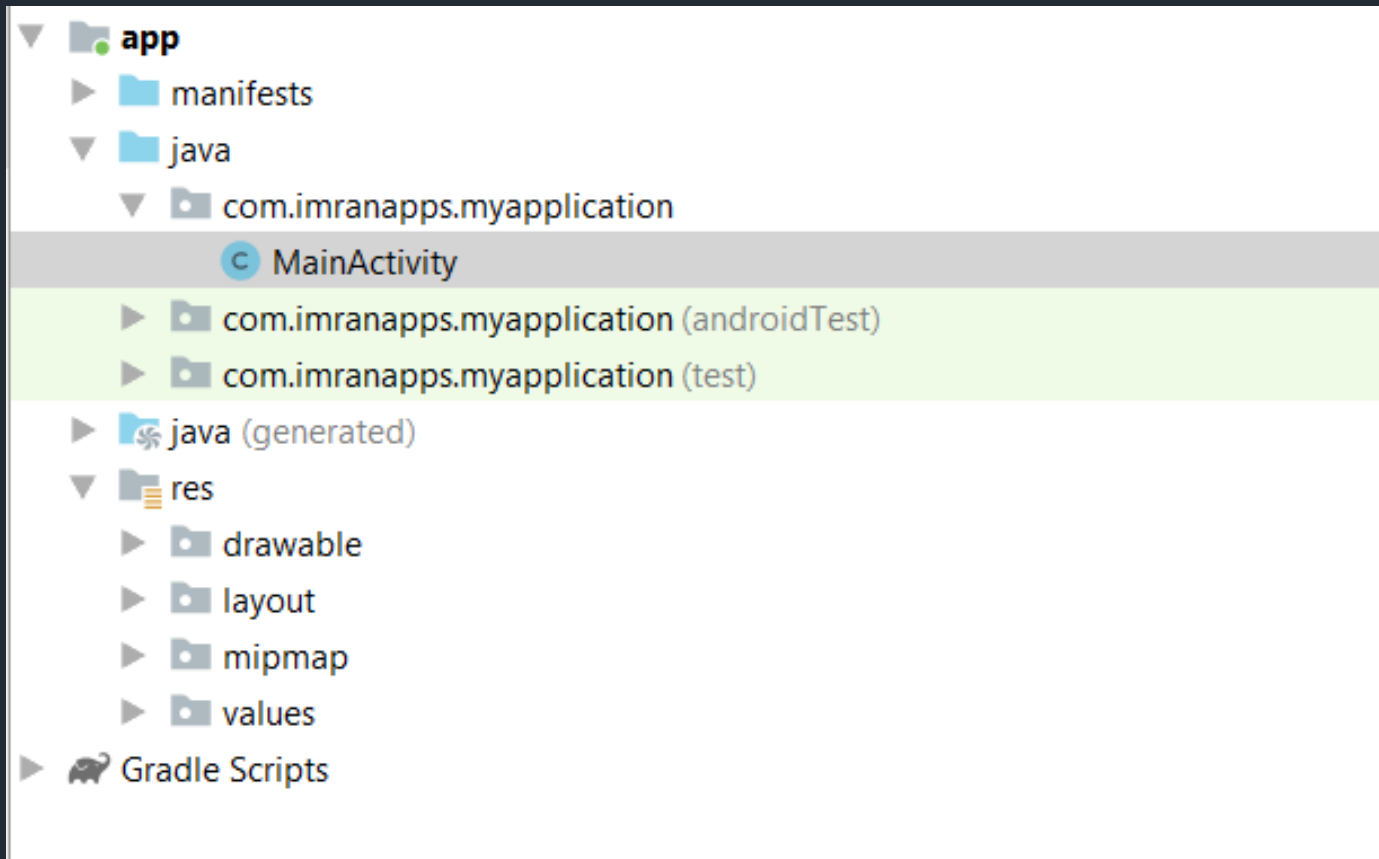 app
manifests
java
com.imranapps.myapplication
C MainActivity
com.imranapps.myapplication (androidTest)
com.imranapps.myapplication (test)
java (generated)
res
drawable
layout
mipmap
values
Gradle Scripts